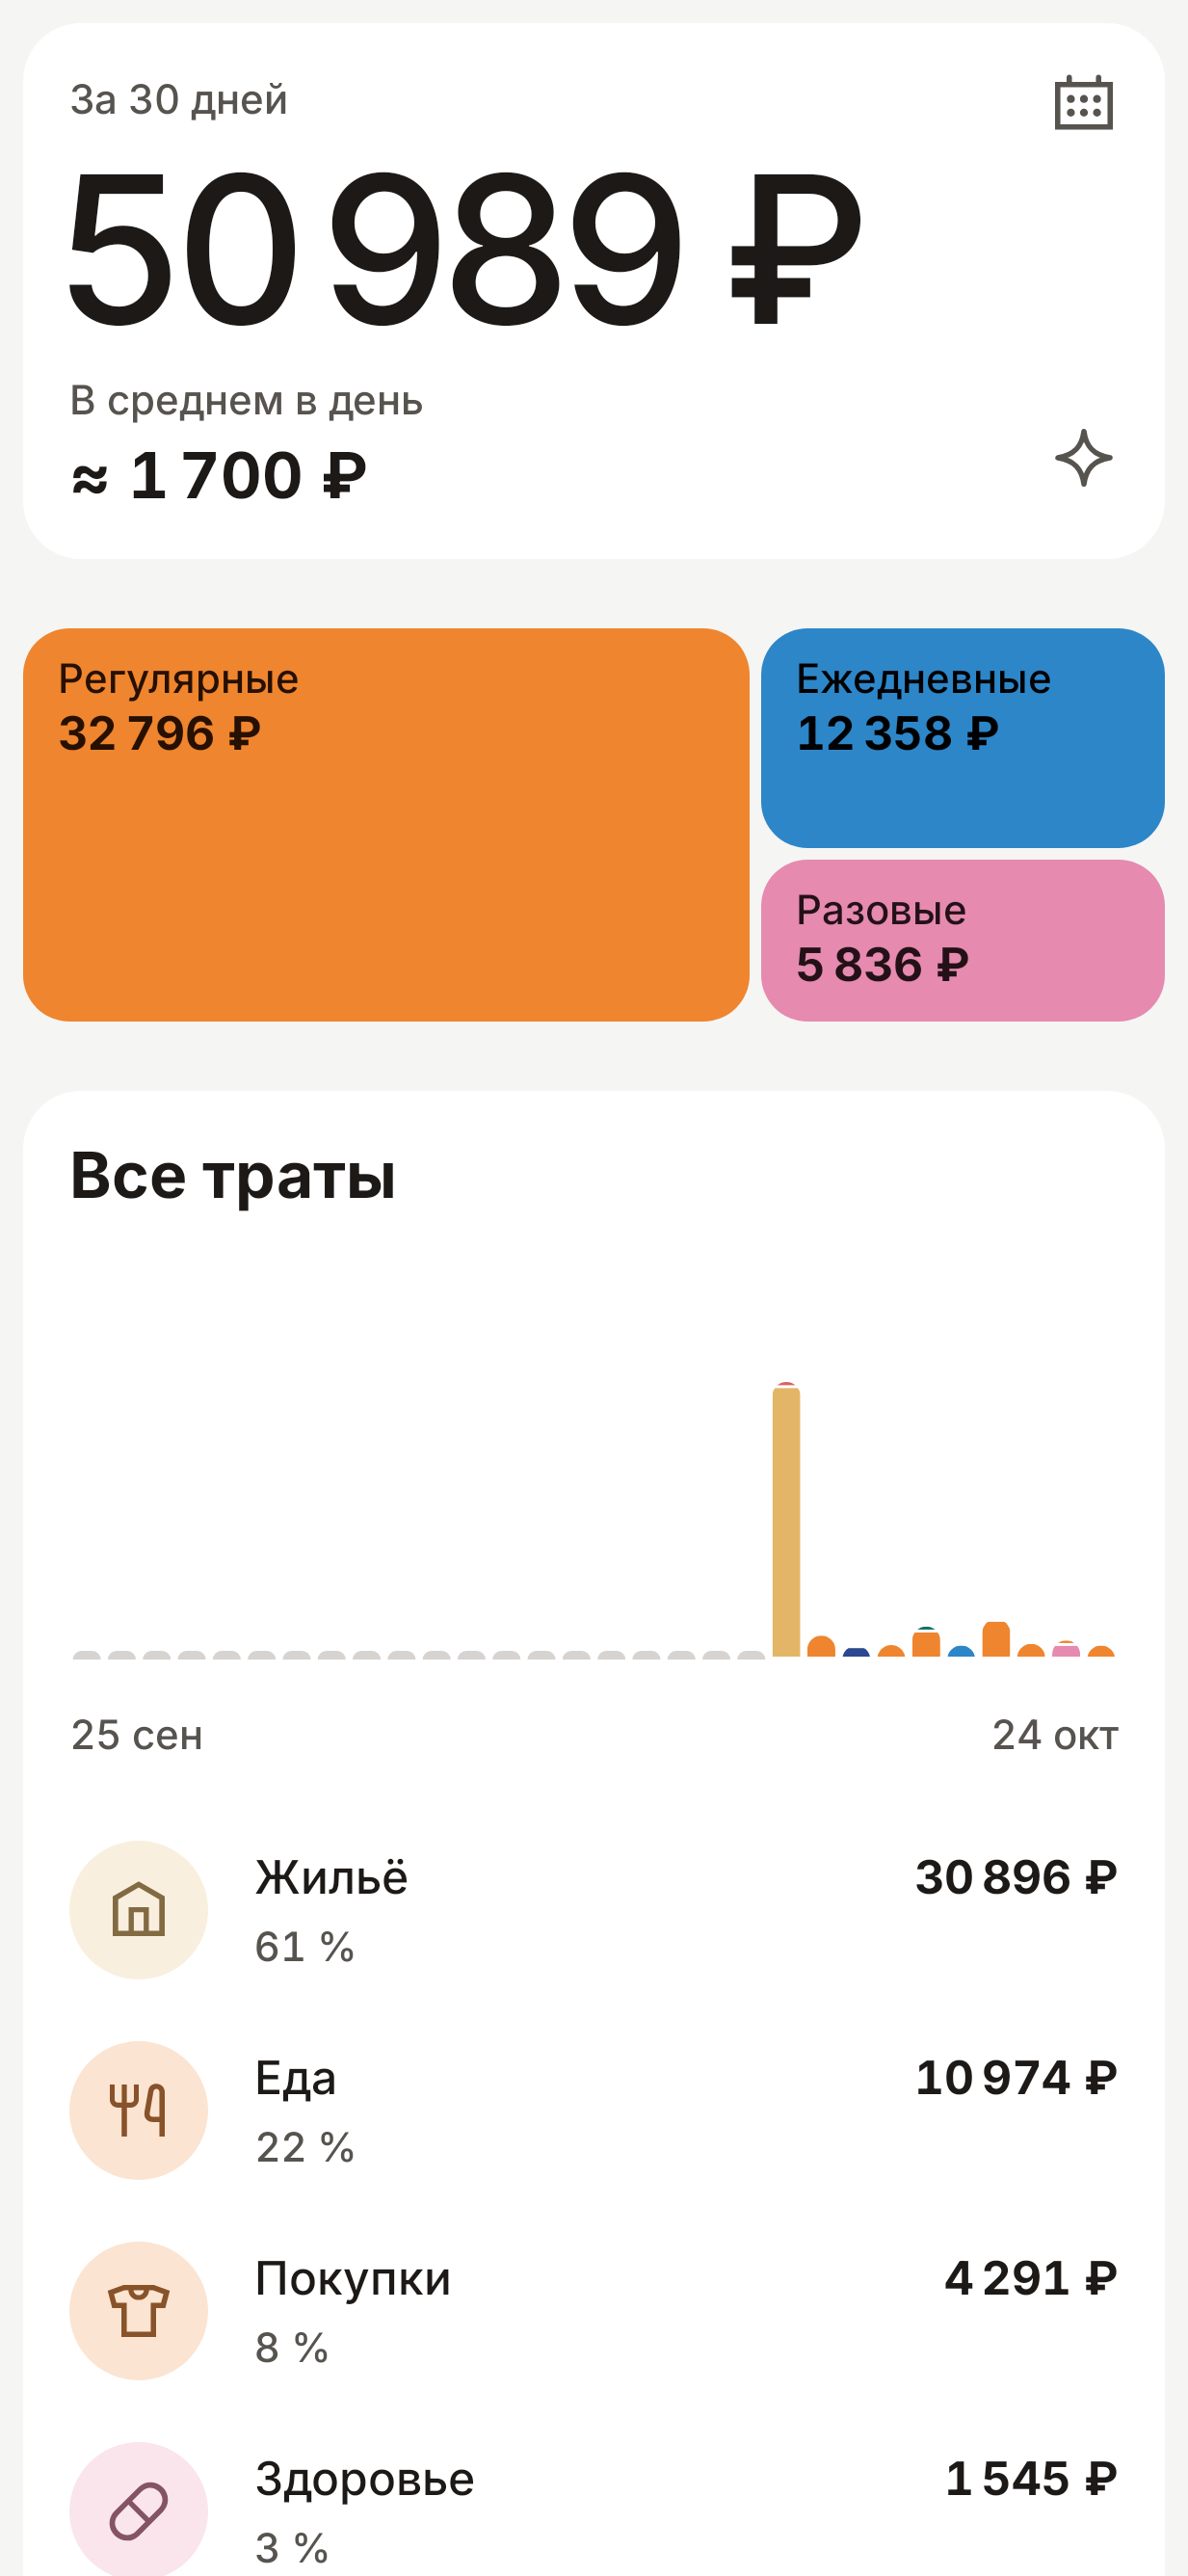 За 30 дней
50 989 ₽
В среднем в день
≈ 1 700 ₽
Регулярные
32 796 ₽
Ежедневные
12 358 ₽
Разовые
5 836 ₽
Все траты
25 сен
24 окт
Жильё
30 896 ₽
61 %
Еда
10 974 ₽
22 %
Покупки
4 291 ₽
8 %
Здоровье
1 545 ₽
3 %